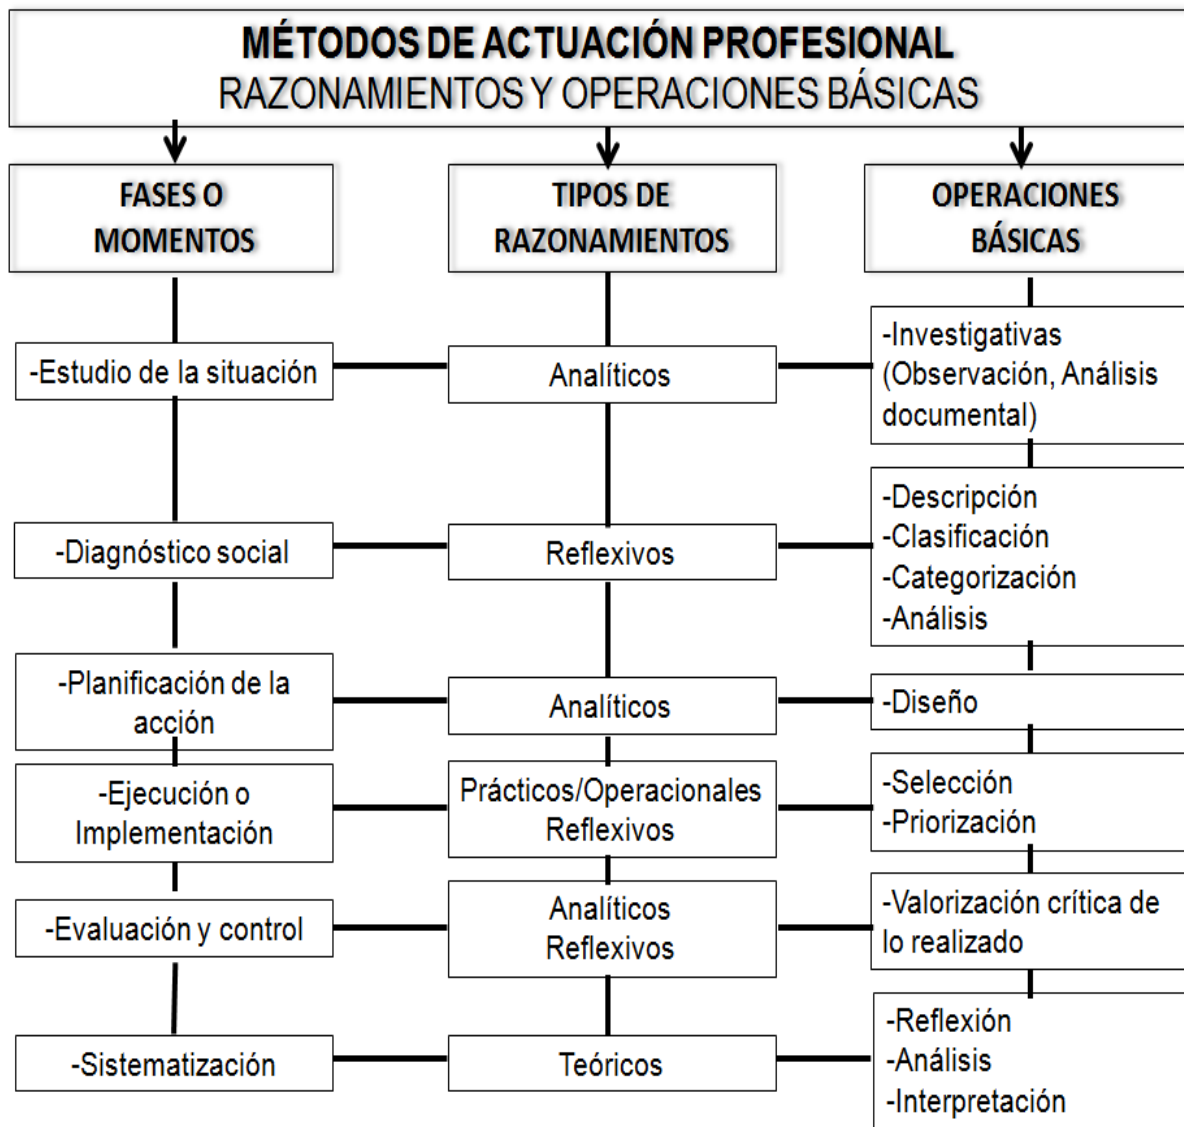 MÉTODOS DE ACTUACIÓN PROFESIONAL
RAZONAMIENTOS Y OPERACIONES BÁSICAS
FASES O
MOMENTOS
TIPOS DE
RAZONAMIENTOS
OPERACIONES
BÁSICAS
-Estudio de la situación
Analíticos
-Investigativas
(Observación, Análisis
documental)
-Diagnóstico social
Reflexivos
-Descripción
-Clasificación
-Categorización
-Análisis
-Planificación de la
acción
Analíticos
-Diseño
-Ejecución o
Implementación
Prácticos/Operacionales
Reflexivos
-Selección
-Priorización
-Evaluación y control
Analíticos
Reflexivos
-Valorización crítica de
lo realizado
-Sistematización
Teóricos
-Reflexión
-Análisis
-Interpretación